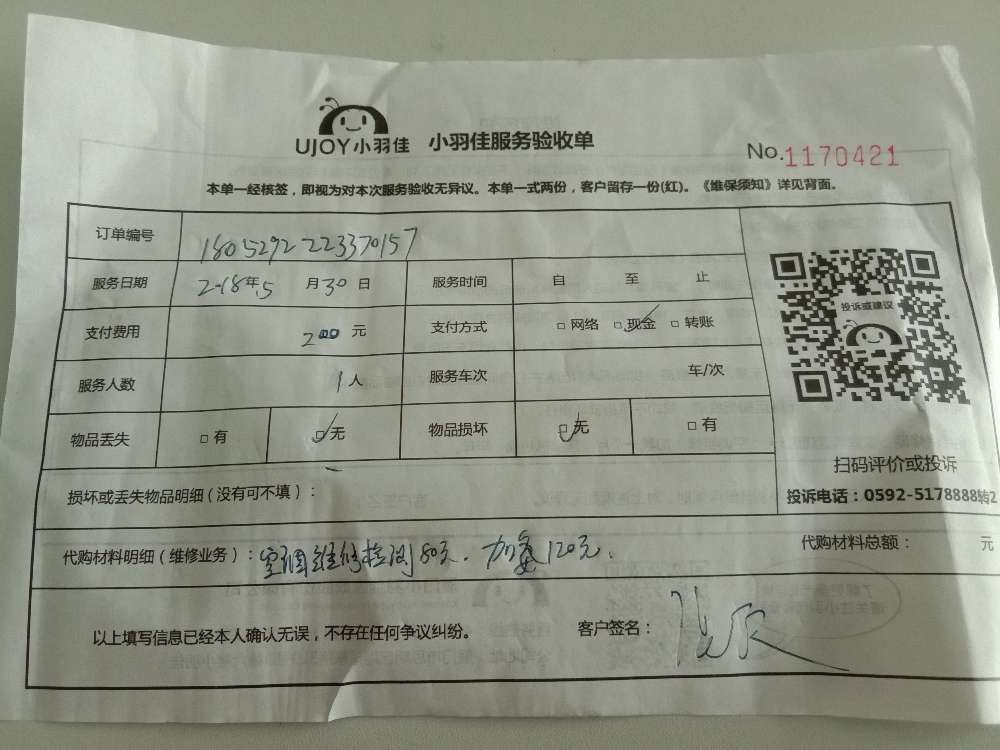 UJOY小羽佳 小羽佳服务验收单
No.1170421
本单一经核签，即视为对本次服务验收无异议。本单一式两份，客户留存一份(红)。《维保须知》详见背面。
订单编号 1805292223370157
服务日期 2018年5月30日 服务时间 自 至 止
支付费用 200元 支付方式 □网络 ☑现金 □转账
服务人数 1人 服务车次 车/次
物品丢失 □有 ☑无 物品损坏 ☑无 □有
投诉或建议
扫码评价或投诉
投诉电话：0592-5178888转2
损坏或丢失物品明细（没有可不填）：
代购材料明细（维修业务）：空调维修检测80元．加氟120元．
代购材料总额： 元
以上填写信息已经本人确认无误，不存在任何争议纠纷。 客户签名：